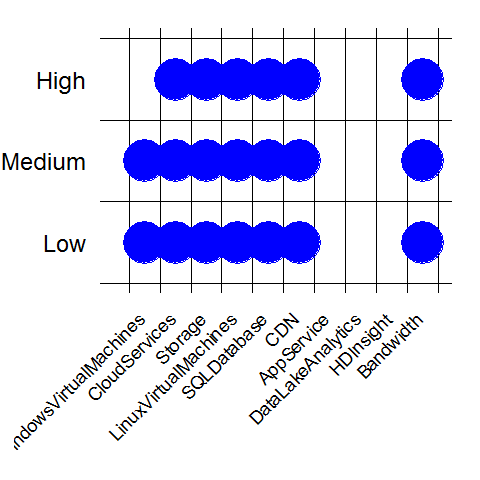 High
Medium
Low
ndowsVirtualMachines
CloudServices
Storage
LinuxVirtualMachines
SQLDatabase
CDN
AppService
DataLakeAnalytics
HDInsight
Bandwidth